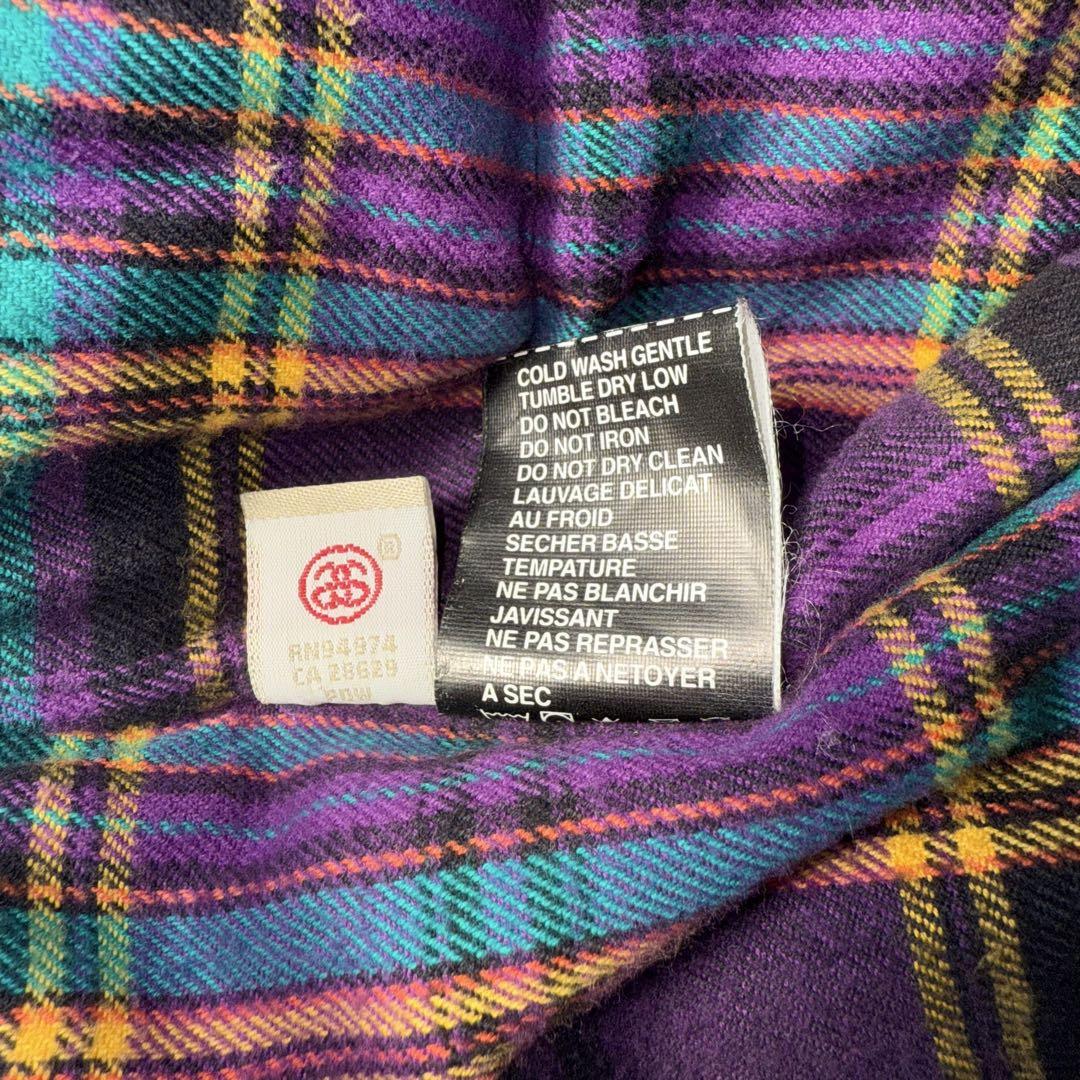 COLD WASH GENTLE
TUMBLE DRY LOW
DO NOT BLEACH
DO NOT IRON
DO NOT DRY CLEAN
LAUVAGE DELICAT
AU FROID
SECHER BASSE
TEMPATURE
NE PAS BLANCHIR
JAVISSANT
NE PAS REPRASSER
NE PAS A NETOYER
A SEC
®
RN94974
CA 28629